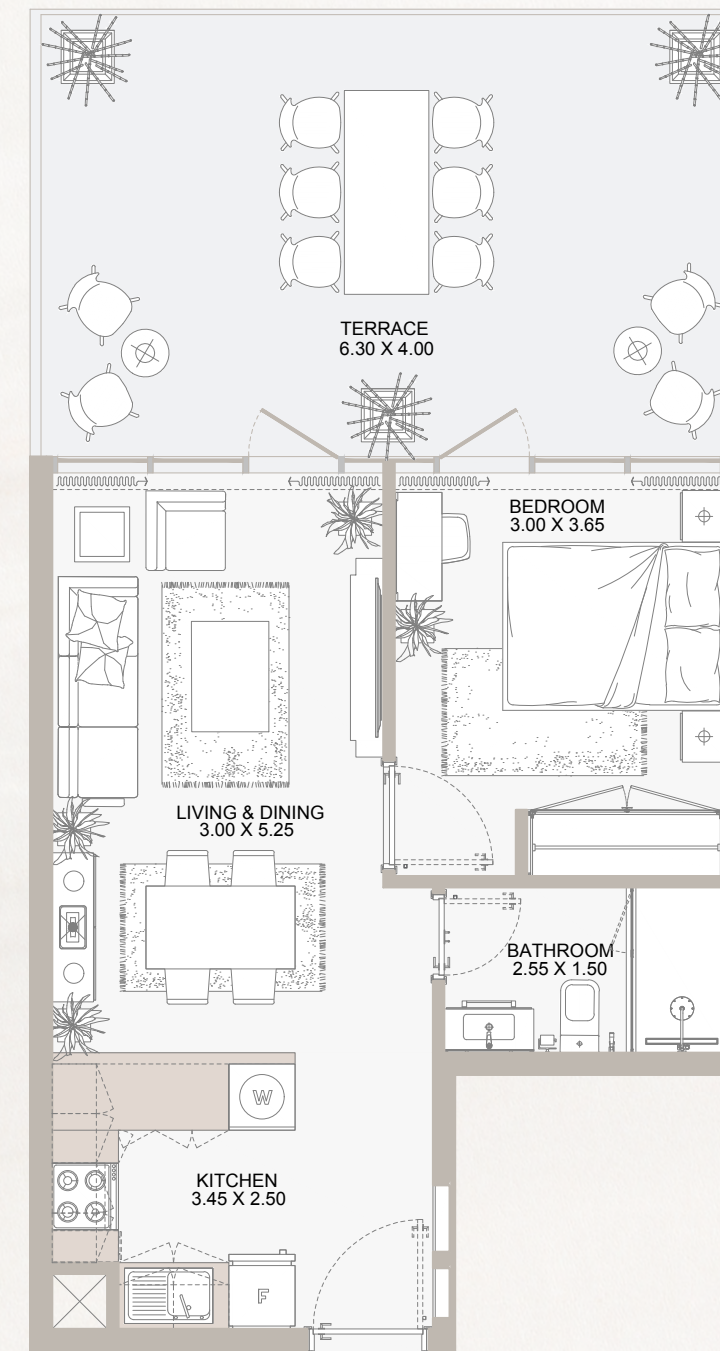 TERRACE
6.30 X 4.00
BEDROOM
3.00 X 3.65
LIVING & DINING
3.00 X 5.25
BATHROOM
2.55 X 1.50
W
KITCHEN
3.45 X 2.50
F